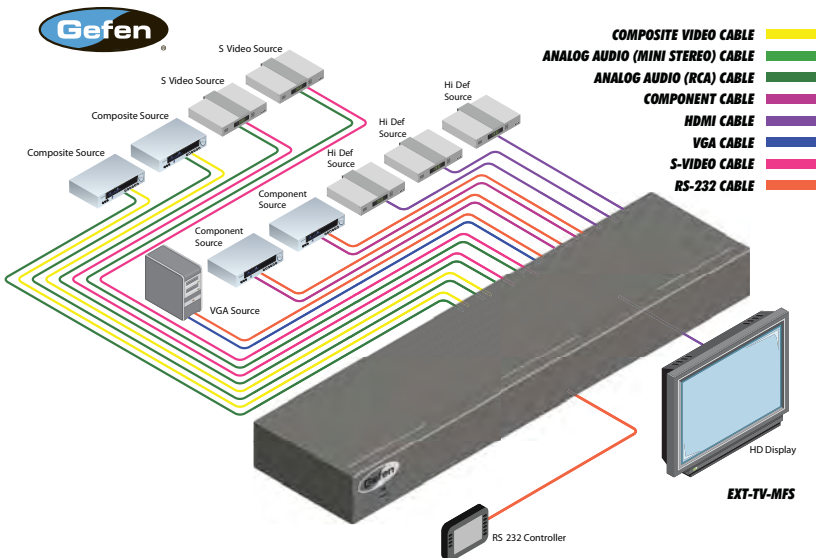 Gefen
®
COMPOSITE VIDEO CABLE
ANALOG AUDIO (MINI STEREO) CABLE
ANALOG AUDIO (RCA) CABLE
COMPONENT CABLE
HDMI CABLE
VGA CABLE
S-VIDEO CABLE
RS-232 CABLE
S Video Source
S Video Source
Composite Source
Composite Source
Hi Def
Source
Hi Def
Source
Hi Def
Source
Component
Source
Component
Source
VGA Source
Gefen
HD Display
EXT-TV-MFS
RS 232 Controller